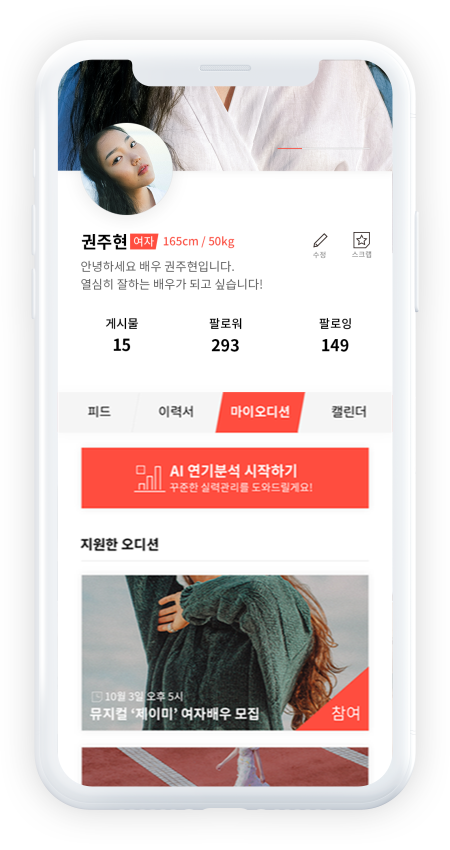 권주현 여자 165cm / 50kg
수정 스크랩
안녕하세요 배우 권주현입니다.
열심히 잘하는 배우가 되고 싶습니다!
게시물 팔로워 팔로잉
15 293 149
피드 이력서 마이오디션 캘린더
AI 연기분석 시작하기
꾸준한 실력관리를 도와드릴게요!
지원한 오디션
10월 3일 오후 5시
뮤지컬 ‘제이미’ 여자배우 모집
참여